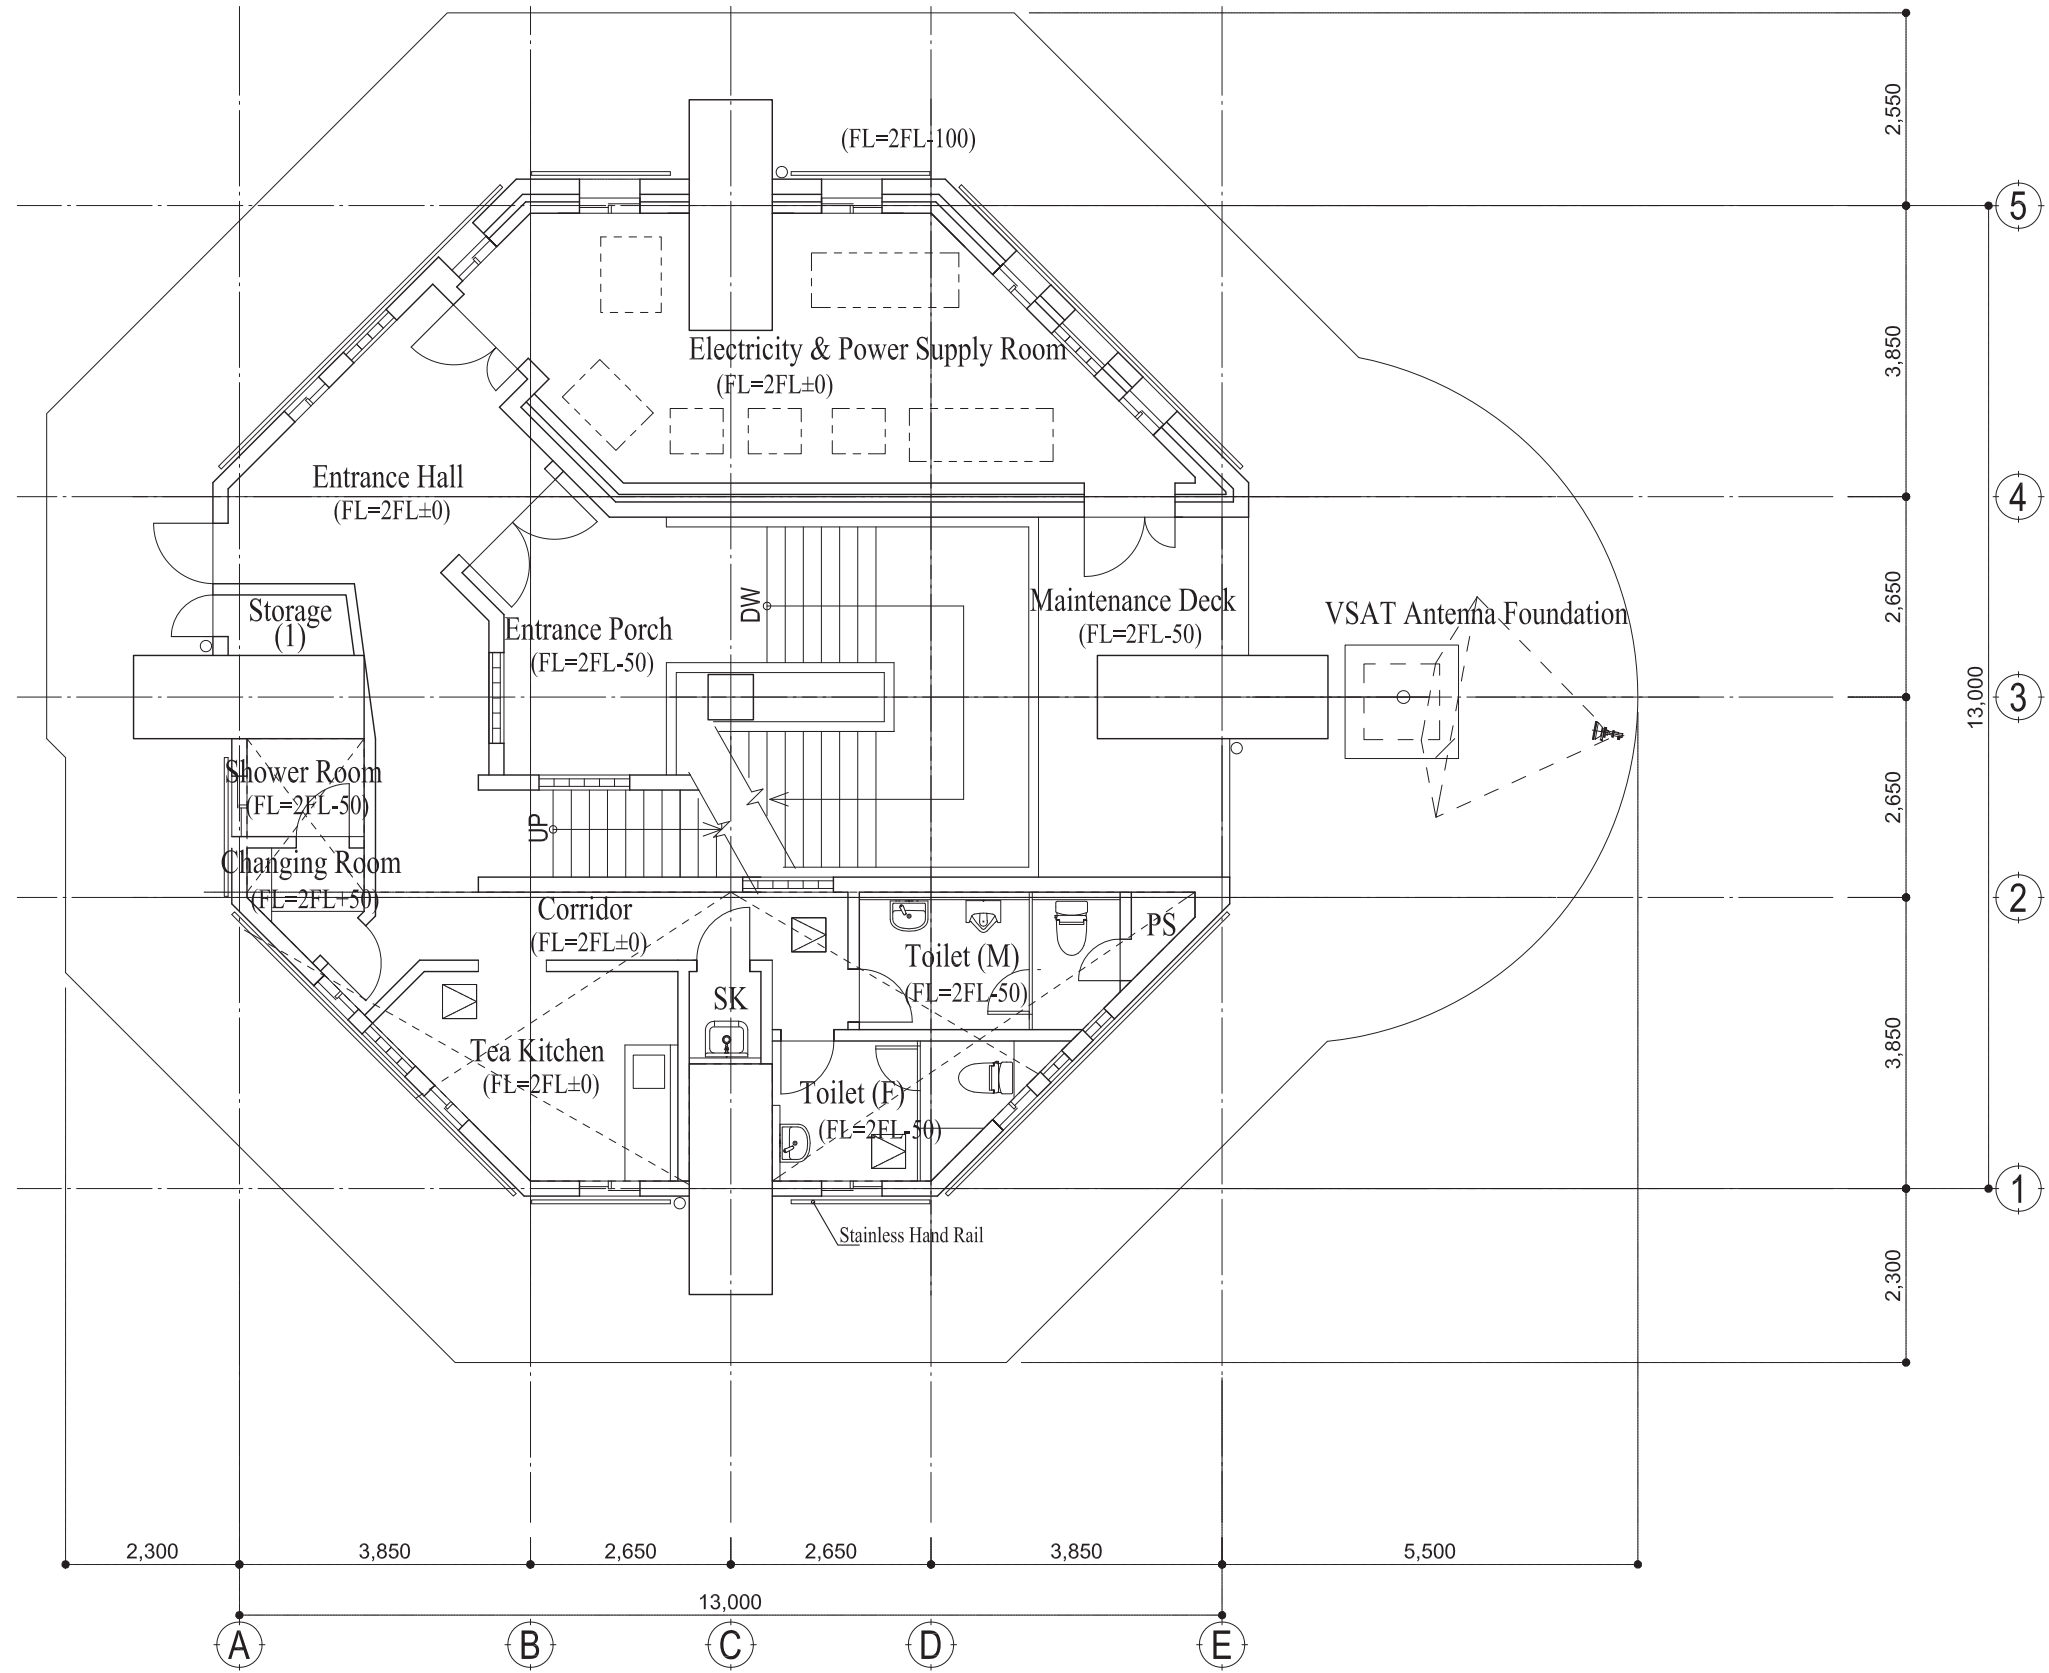 2,550
(FL=2FL-100)
5
3,850
Electricity & Power Supply Room
(FL=2FL±0)
Entrance Hall
(FL=2FL±0)
4
2,650
DW
Maintenance Deck
(FL=2FL-50)
VSAT Antenna Foundation
Storage
(1)
Entrance Porch
(FL=2FL-50)
13,000
3
Shower Room
(FL=2FL-50)
2,650
UP
Changing Room
(FL=2FL+50)
2
Corridor
(FL=2FL±0)
PS
Toilet (M)
(FL=2FL-50)
SK
3,850
Tea Kitchen
(FL=2FL±0)
Toilet (F)
(FL=2FL-50)
1
Stainless Hand Rail
2,300
2,300
3,850
2,650
2,650
3,850
5,500
13,000
A
B
C
D
E